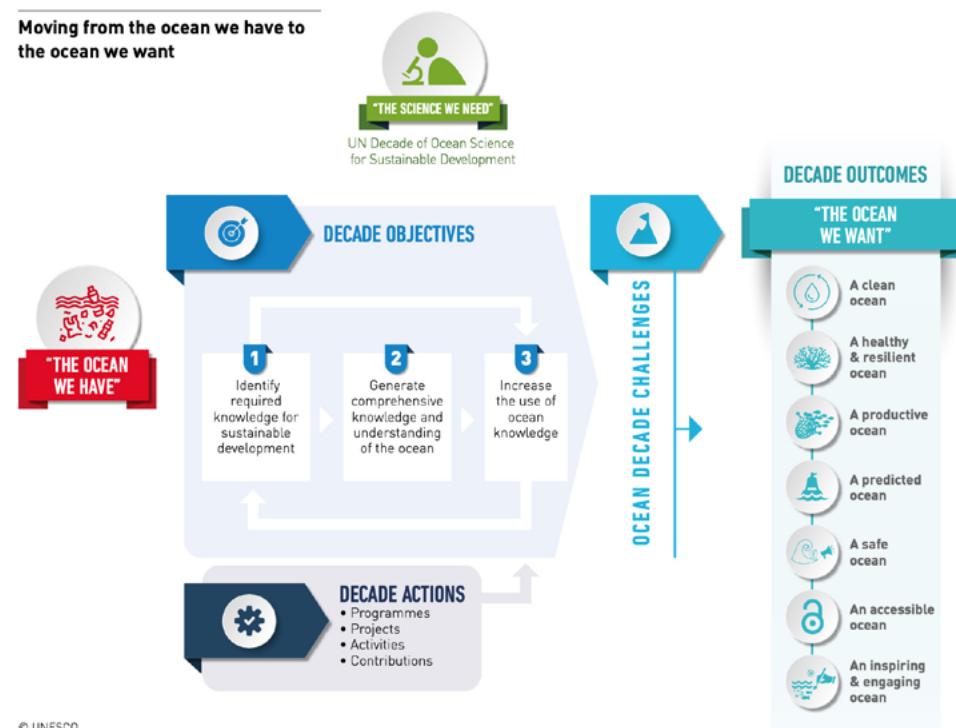 Moving from the ocean we have to
the ocean we want
"THE SCIENCE WE NEED"
UN Decade of Ocean Science
for Sustainable Development
"THE OCEAN
WE HAVE"
DECADE OBJECTIVES
1
Identify
required
knowledge for
sustainable
development
2
Generate
comprehensive
knowledge and
understanding
of the ocean
3
Increase
the use of
ocean
knowledge
DECADE ACTIONS
• Programmes
• Projects
• Activities
• Contributions
OCEAN DECADE CHALLENGES
DECADE OUTCOMES
"THE OCEAN
WE WANT"
A clean
ocean
A healthy
& resilient
ocean
A productive
ocean
A predicted
ocean
A safe
ocean
An accessible
ocean
An inspiring
& engaging
ocean
© UNESCO